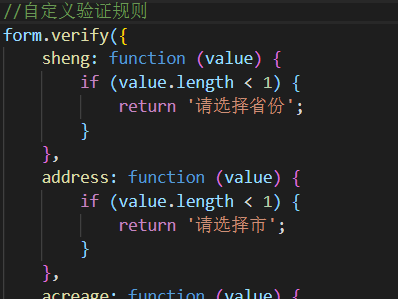 //自定义验证规则
form.verify({
    sheng: function (value) {
        if (value.length < 1) {
            return '请选择省份';
        }
    },
    address: function (value) {
        if (value.length < 1) {
            return '请选择市';
        }
    },
    acreage: function (value) {